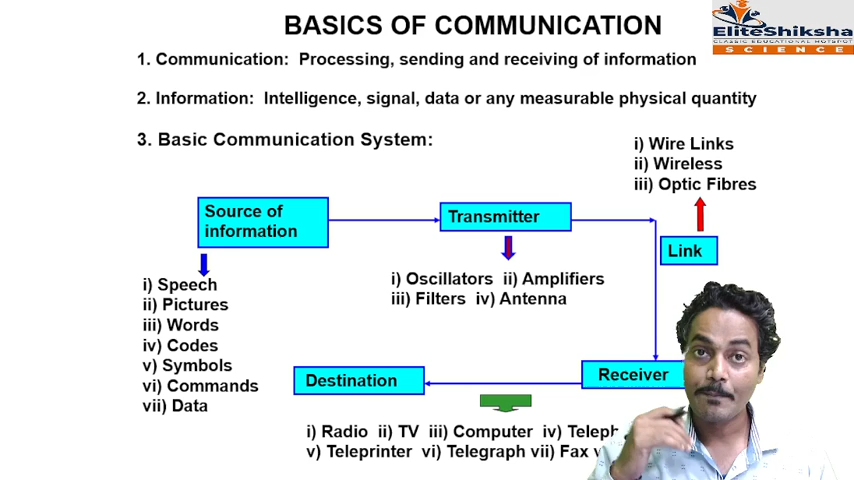 BASICS OF COMMUNICATION
EliteShiksha
CLASSIC EDUCATIONAL HOTSPOT
SCIENCE
1. Communication: Processing, sending and receiving of information
2. Information: Intelligence, signal, data or any measurable physical quantity
3. Basic Communication System:
i) Wire Links
ii) Wireless
iii) Optic Fibres
Source of
information
Transmitter
Link
i) Speech
ii) Pictures
iii) Words
iv) Codes
v) Symbols
vi) Commands
vii) Data
i) Oscillators ii) Amplifiers
iii) Filters iv) Antenna
Receiver
Destination
i) Radio ii) TV iii) Computer iv)
v) Teleprinter vi) Telegraph vii) Fax